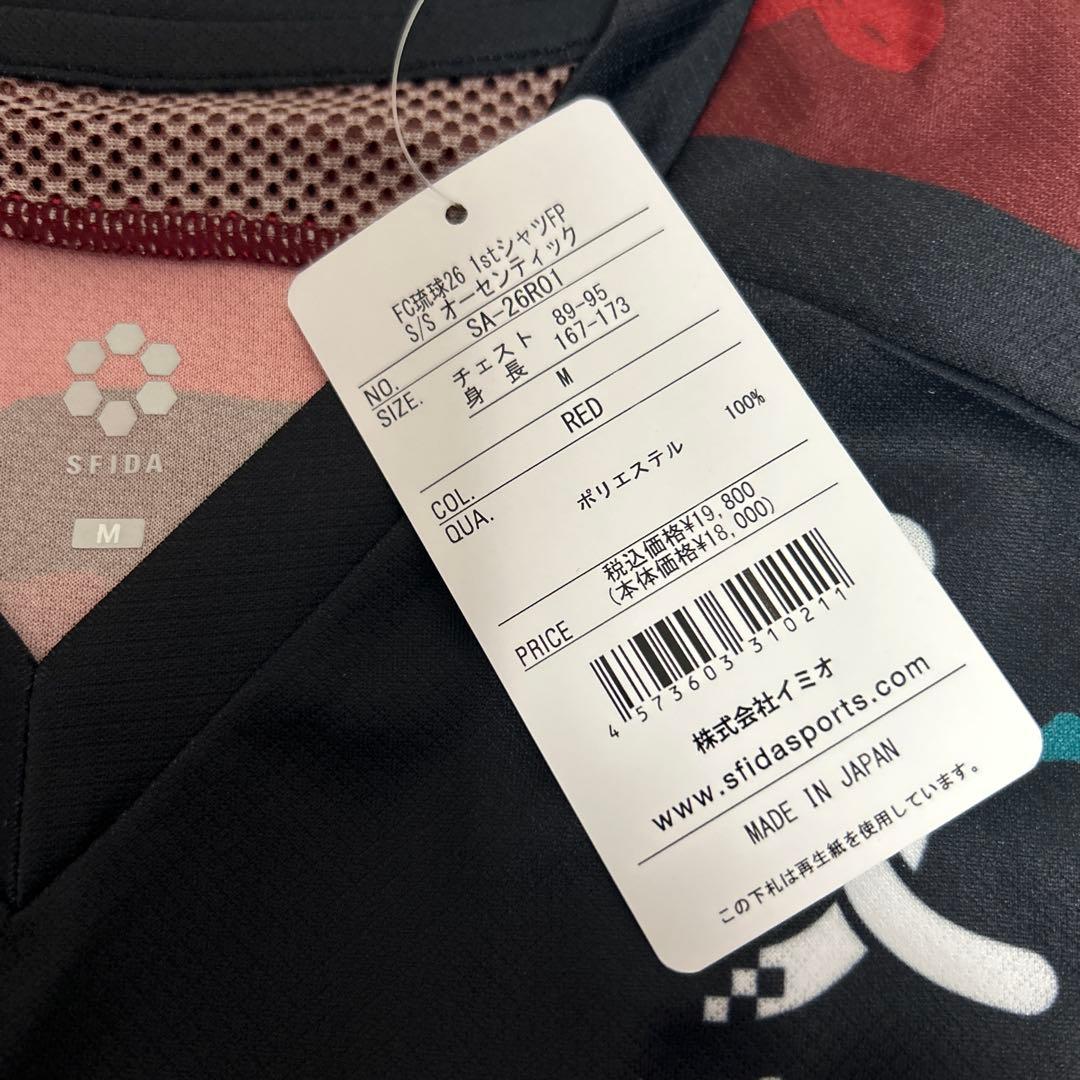 SFIDA
M
FC琉球26 1stシャツFP
S/S オーセンティック
NO. SA-26R01
SIZE. チェスト 89-95
身長 167-173
M
COL. RED
QUA. ポリエステル 100%
PRICE 税込価格¥19,800
(本体価格¥18,000)
4 573603 310211
株式会社イミオ
www.sfidasports.com
MADE IN JAPAN
この下札は再生紙を使用しています。